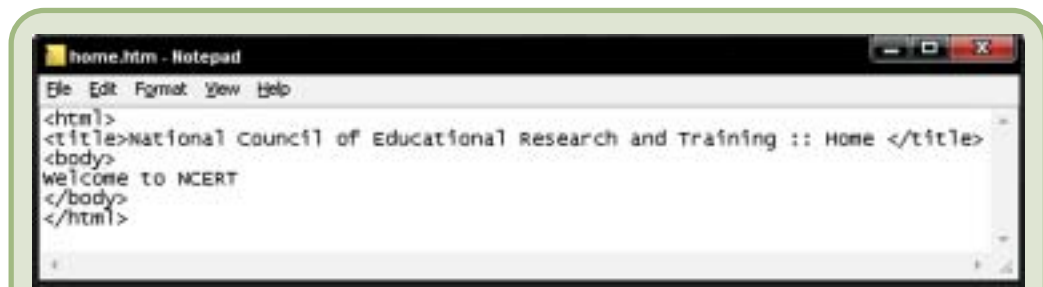 home.htm - Notepad
File Edit Format View Help
<html>
<title>National Council of Educational Research and Training :: Home </title>
<body>
Welcome to NCERT
</body>
</html>